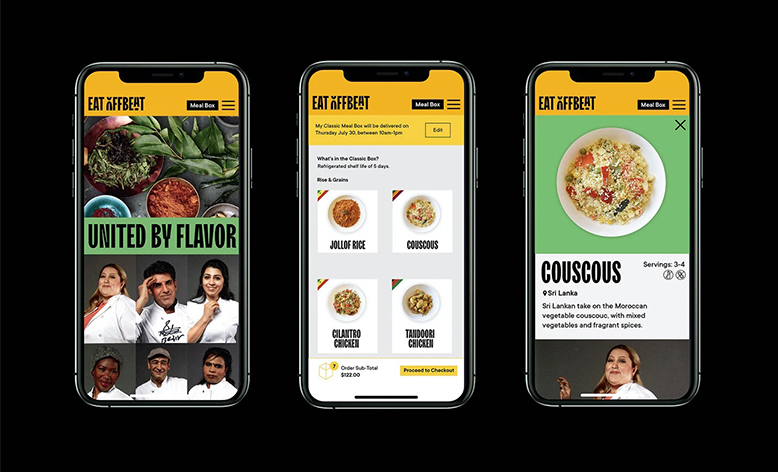 EAT OFFBEAT
Meal Box
UNITED BY FLAVOR
EAT OFFBEAT
Meal Box
My Classic Meal Box will be delivered on
Thursday July 30, between 10am-1pm
Edit
What's in the Classic Box?
Refrigerated shelf life of 5 days.
Rise & Grains
JOLLOF RICE
COUSCOUS
CILANTRO
CHICKEN
TANDOORI
CHICKEN
7
Order Sub-Total
$122.00
Proceed to Checkout
EAT OFFBEAT
Meal Box
COUSCOUS
Servings: 3-4
Sri Lanka
Sri Lankan take on the Moroccan
vegetable couscouc, with mixed
vegetables and fragrant spices.